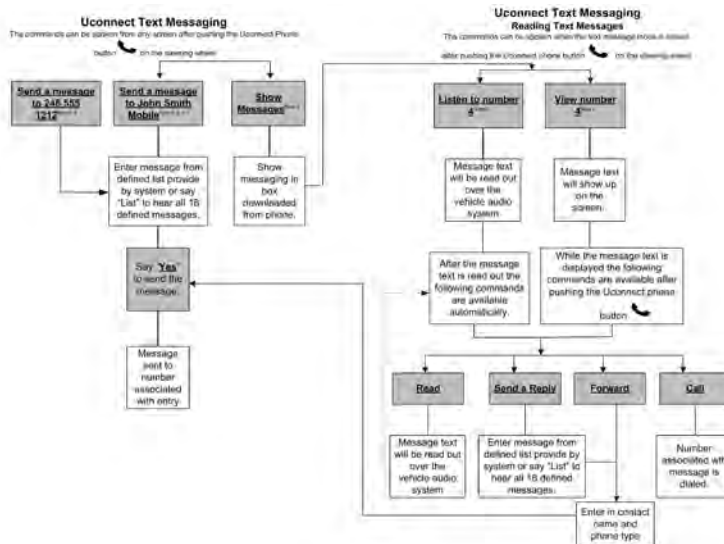 Uconnect Text Messaging
The commands can be spoken from any screen after pushing the Uconnect Phone
button on the steering wheel
Send a message
to 248 555
1212
Send a message
to John Smith
Mobile
Show
Messages
Enter message from
defined list provide
by system or say
"List" to hear all 18
defined messages.
Show
messaging in
box
downloaded
from phone.
Say "Yes"
to send the
message.
Message
sent to
number
associated
with entry
Uconnect Text Messaging
Reading Text Messages
The commands can be spoken when the text message inbox is
after pushing the Uconnect phone button on the steering wheel
Listen to number
4
View number
4
Message text
will be read out
over the
vehicle audio
system
Message text
will show up
on the
screen.
After the message
text is read out the
following commands
are available
automatically.
While the message text is
displayed the following
commands are available after
pushing the Uconnect phone
button
Read
Send a Reply
Forward
Call
Message text
will be read out
over the
vehicle audio
system
Enter message from
defined list provide by
system or say "List" to
hear all 18 defined
messages.
Number
associated with
message is
dialed.
Enter in contact
name and
phone type